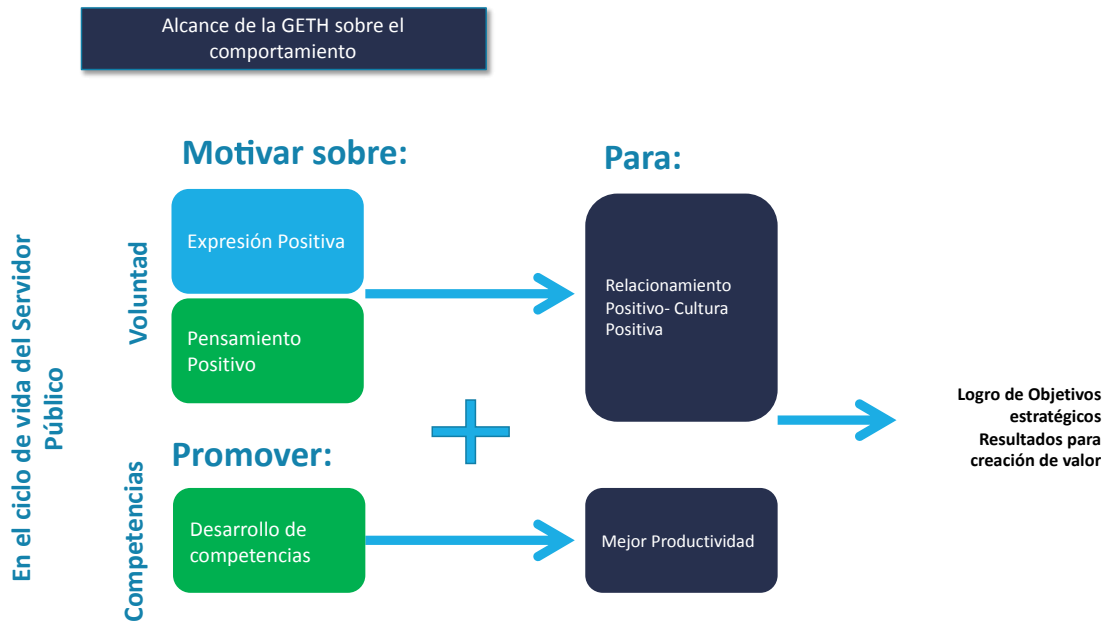 Alcance de la GETH sobre el
comportamiento
Motivar sobre:
Para:
En el ciclo de vida del Servidor
Público
Voluntad
Expresión Positiva
Pensamiento
Positivo
Relacionamiento
Positivo- Cultura
Positiva
Logro de Objetivos
estratégicos
Resultados para
creación de valor
Competencias
Promover:
Desarrollo de
competencias
Mejor Productividad